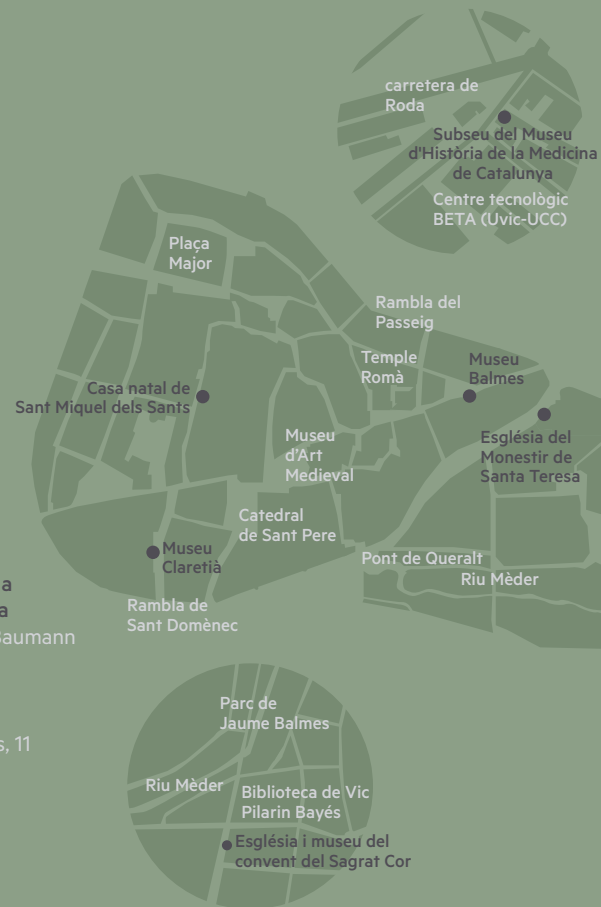 carretera de
Roda
Subseu del Museu
d'Història de la Medicina
de Catalunya
Centre tecnològic
BETA (Uvic-UCC)
Plaça
Major
Rambla del
Passeig
Temple
Romà
Museu
Balmes
Casa natal de
Sant Miquel dels Sants
Museu
d'Art
Medieval
Església del
Monestir de
Santa Teresa
Catedral
de Sant Pere
Museu
Claretià
Pont de Queralt
Riu Mèder
a
a
Baumann
Rambla de
Sant Domènec
s, 11
Parc de
Jaume Balmes
Riu Mèder
Biblioteca de Vic
Pilarin Bayés
Església i museu del
convent del Sagrat Cor